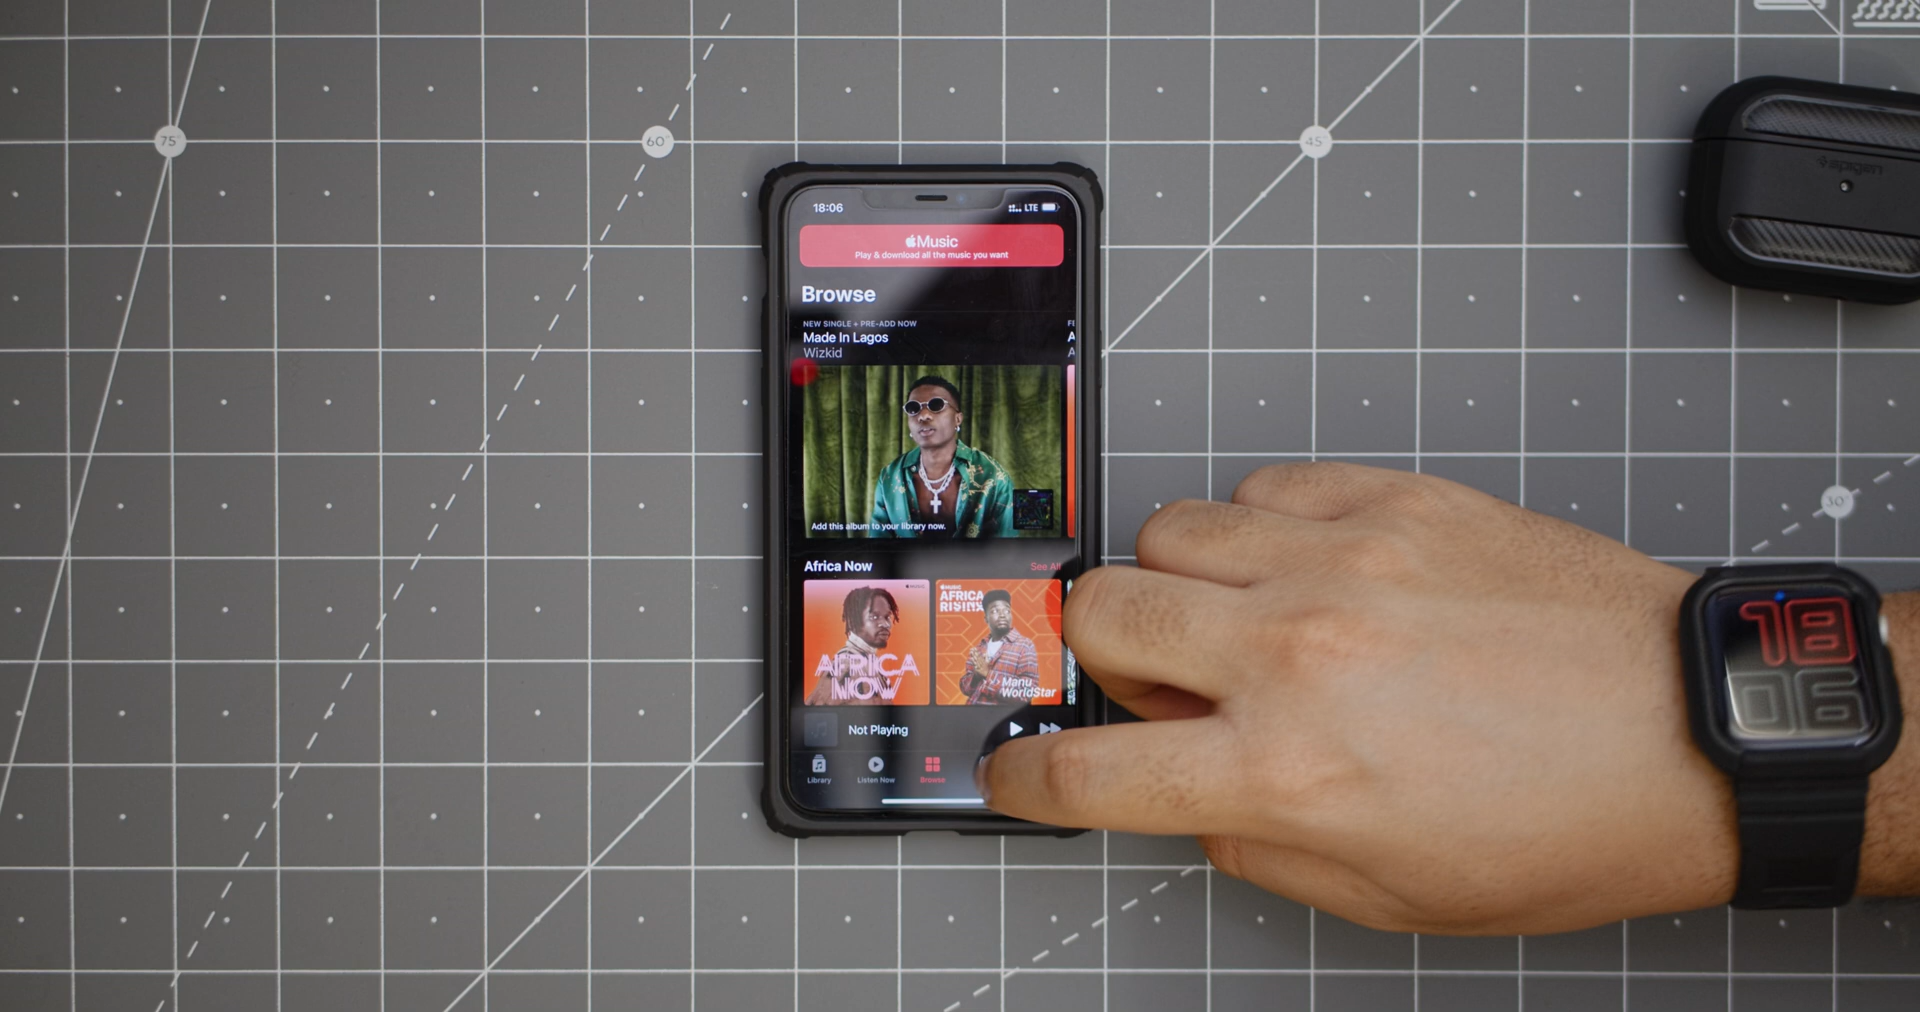 75°
60°
45°
30°
spigen
18:06
LTE
Music
Play & download all the music you want
Browse
NEW SINGLE + PRE-ADD NOW
Made In Lagos
Wizkid
Add this album to your library now.
Africa Now
See All
MUSIC
AFRICA
NOW
MUSIC
AFRICA
RISING
Manu
WorldStar
Not Playing
Library
Listen Now
Browse
18
06